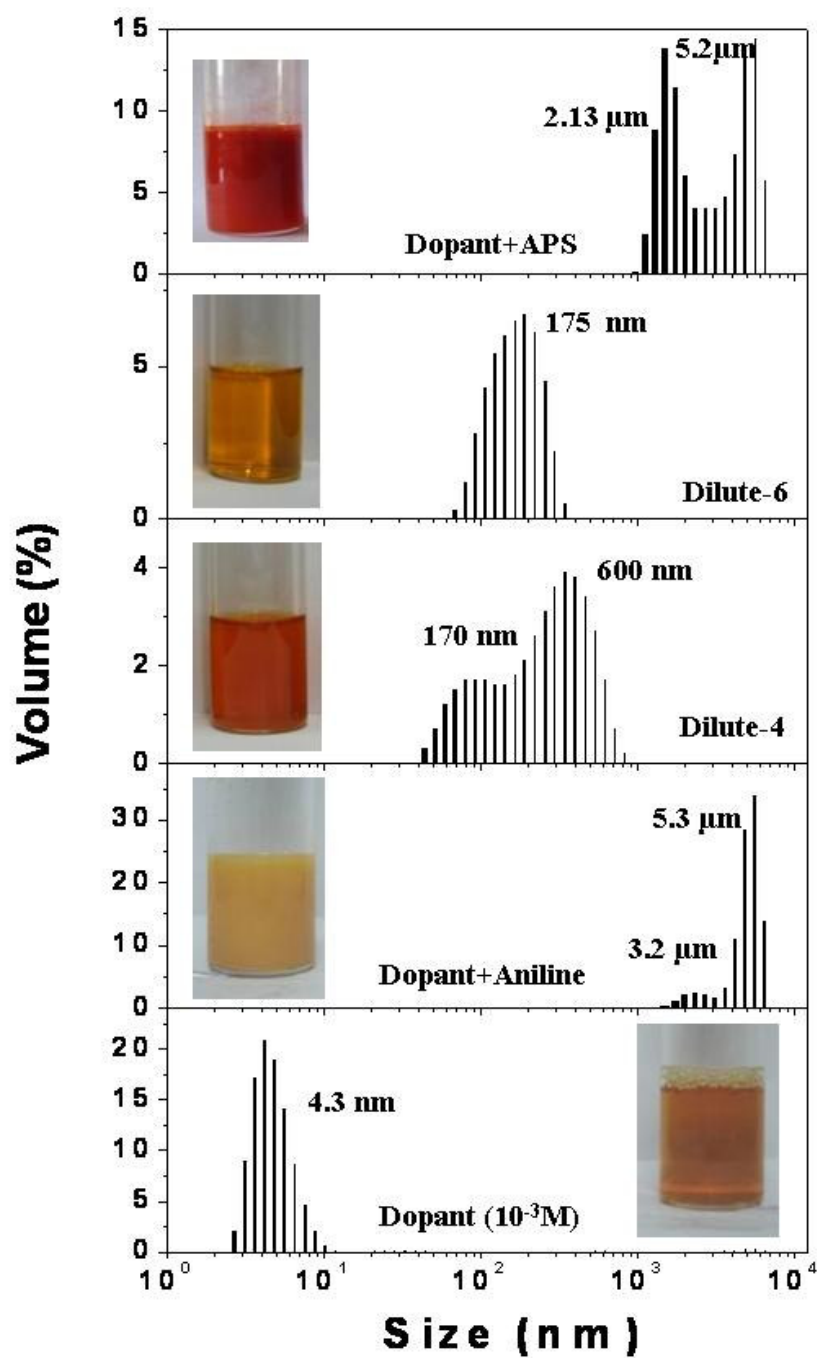 15
10
5
0
5.2μm
2.13 μm
Dopant+APS
5
0
175 nm
Dilute-6
4
2
0
600 nm
170 nm
Dilute-4
30
20
10
0
5.3 μm
3.2 μm
Dopant+Aniline
20
15
10
5
0
4.3 nm
Dopant (10⁻³M)
10⁰ 10¹ 10² 10³ 10⁴
Size (nm)
Volume (%)